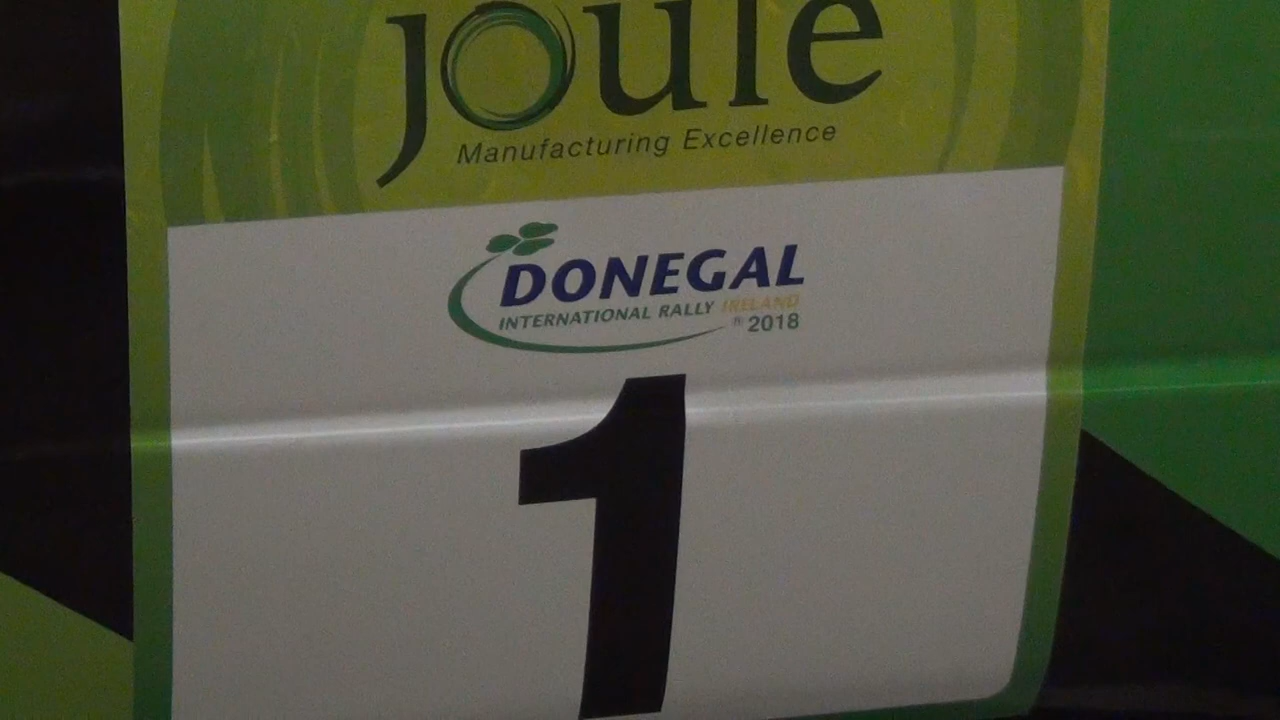 joule
Manufacturing Excellence
DONEGAL
INTERNATIONAL RALLY IRELAND
® 2018
1